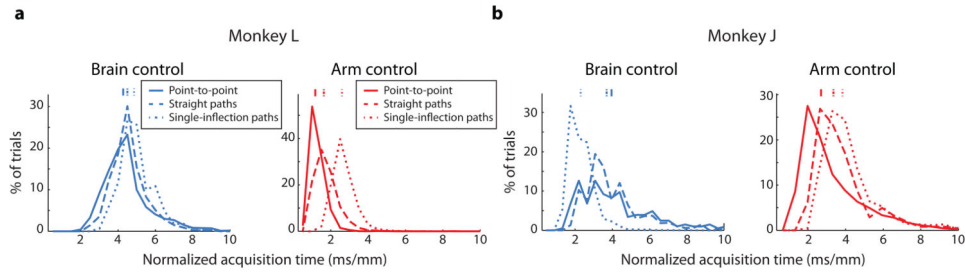 a
Monkey L
Brain control
Arm control
Point-to-point
Straight paths
Single-inflection paths
Point-to-point
Straight paths
Single-inflection paths
% of trials
30
20
10
0
2
4
6
8
10
40
20
0
2
4
6
8
10
Normalized acquisition time (ms/mm)
b
Monkey J
Brain control
Arm control
% of trials
40
30
20
10
0
2
4
6
8
10
30
20
10
0
2
4
6
8
10
Normalized acquisition time (ms/mm)